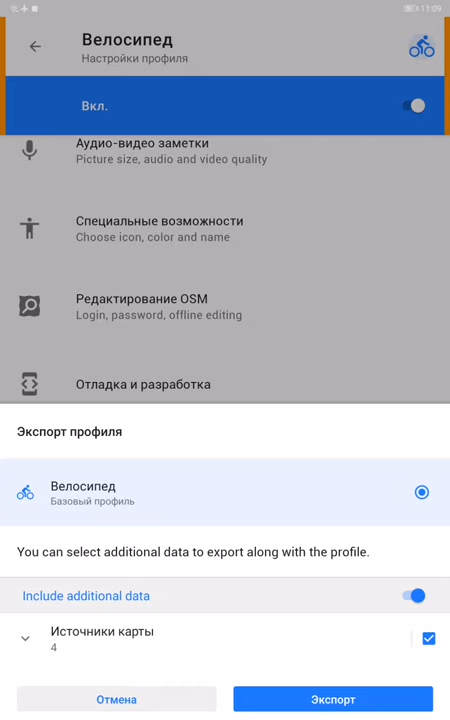 11:09
Велосипед
Настройки профиля
Вкл.
Аудио-видео заметки
Picture size, audio and video quality
Специальные возможности
Choose icon, color and name
Редактирование OSM
Login, password, offline editing
Отладка и разработка
Экспорт профиля
Велосипед
Базовый профиль
You can select additional data to export along with the profile.
Include additional data
Источники карты
4
Отмена
Экспорт